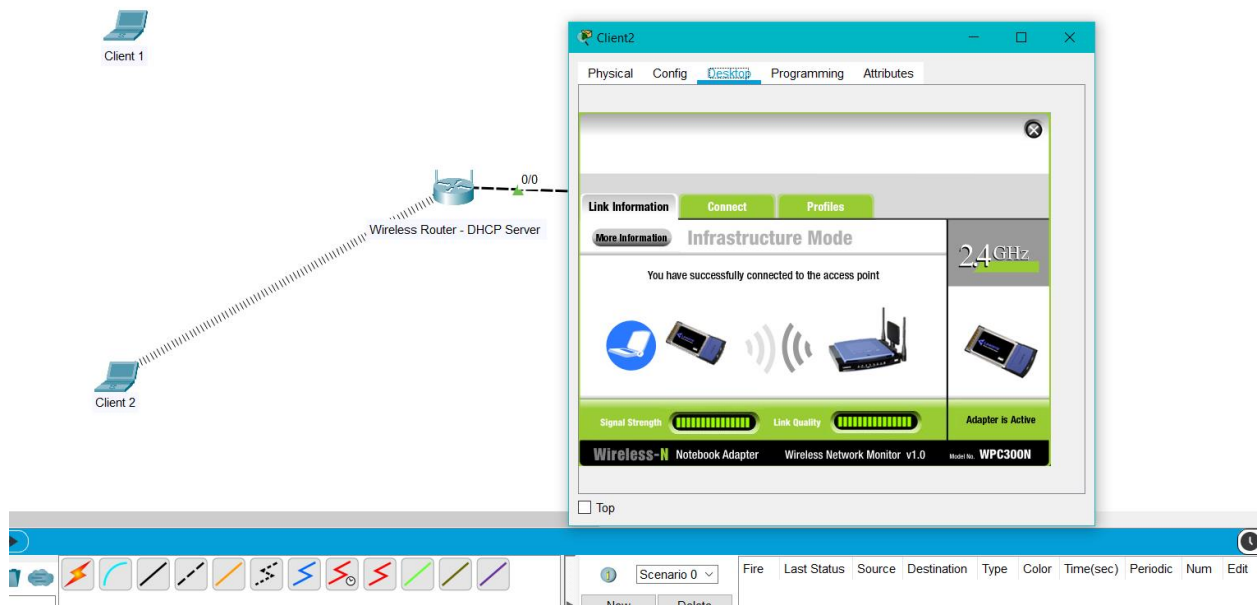 Client 1
0/0
Wireless Router - DHCP Server
Client 2
Client2
Physical Config Desktop Programming Attributes
Link Information Connect Profiles
More Information Infrastructure Mode
2.4GHz
You have successfully connected to the access point
Signal Strength Link Quality Adapter is Active
Wireless-N Notebook Adapter Wireless Network Monitor v1.0 Model No. WPC300N
Top
Scenario 0
Fire Last Status Source Destination Type Color Time(sec) Periodic Num Edit
New Delete